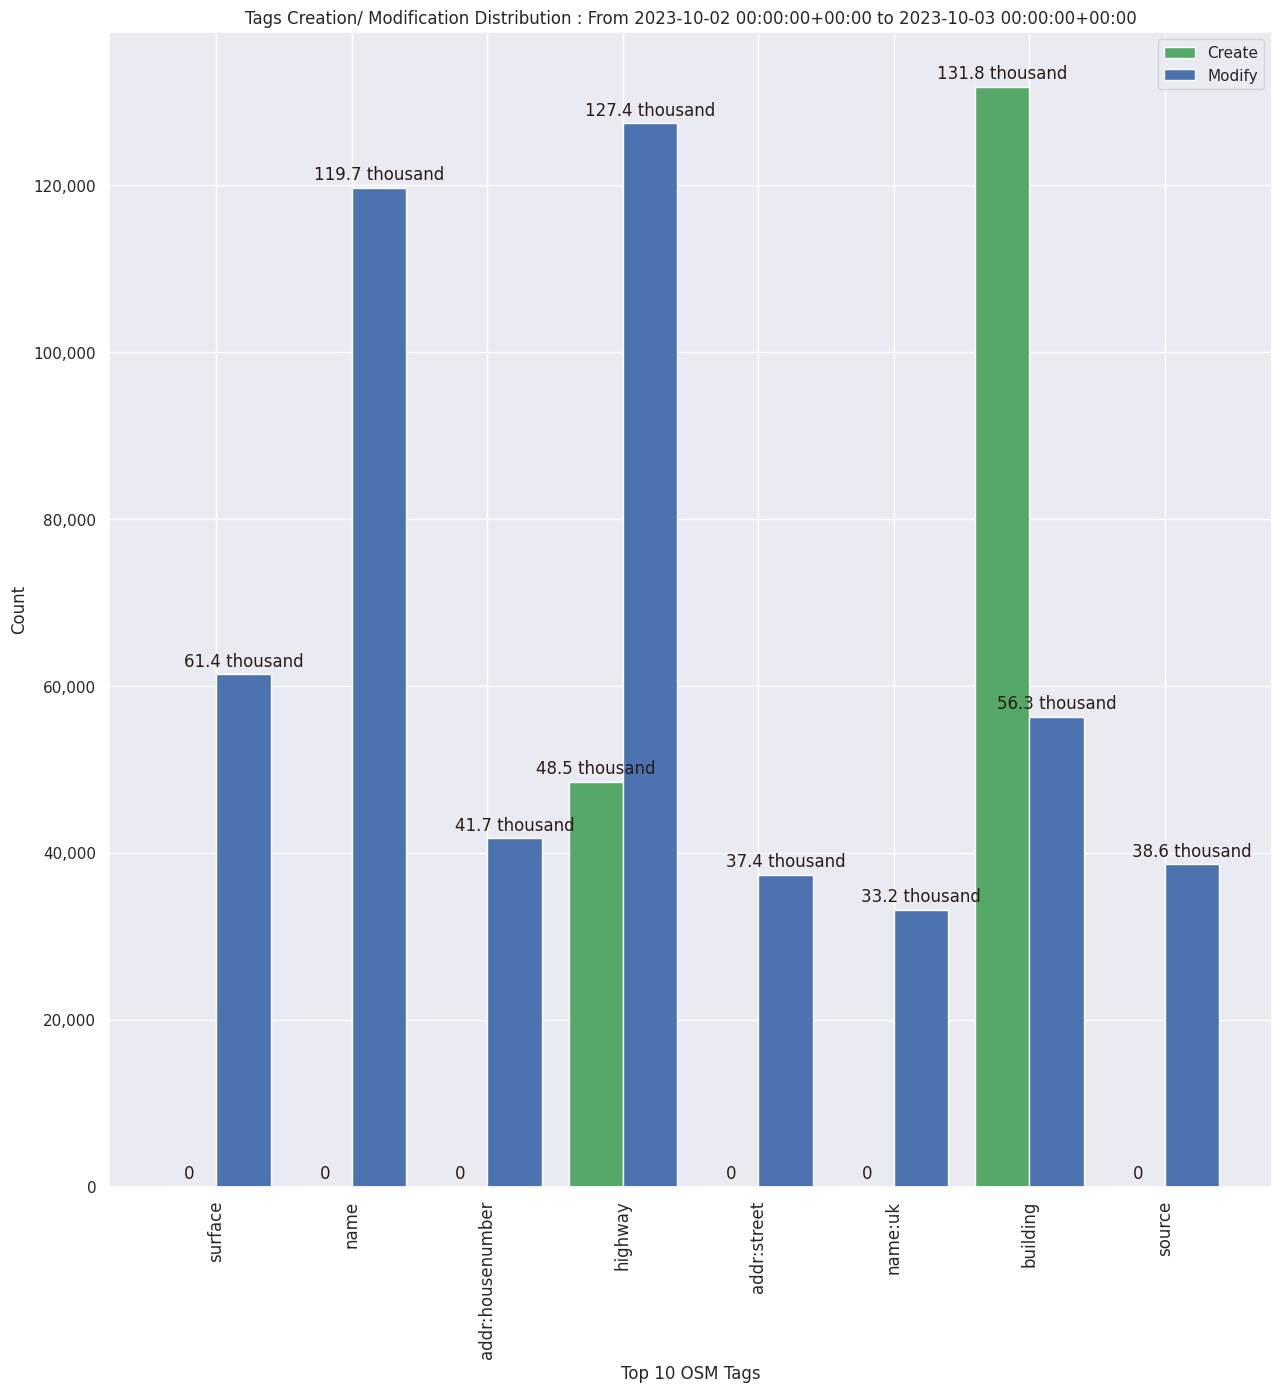 Tags Creation/ Modification Distribution : From 2023-10-02 00:00:00+00:00 to 2023-10-03 00:00:00+00:00
Create
Modify
131.8 thousand
127.4 thousand
119.7 thousand
61.4 thousand
56.3 thousand
48.5 thousand
41.7 thousand
37.4 thousand
33.2 thousand
38.6 thousand
0
0
0
0
0
0
120,000
100,000
80,000
60,000
40,000
20,000
0
Count
surface
name
addr:housenumber
highway
addr:street
name:uk
building
source
Top 10 OSM Tags